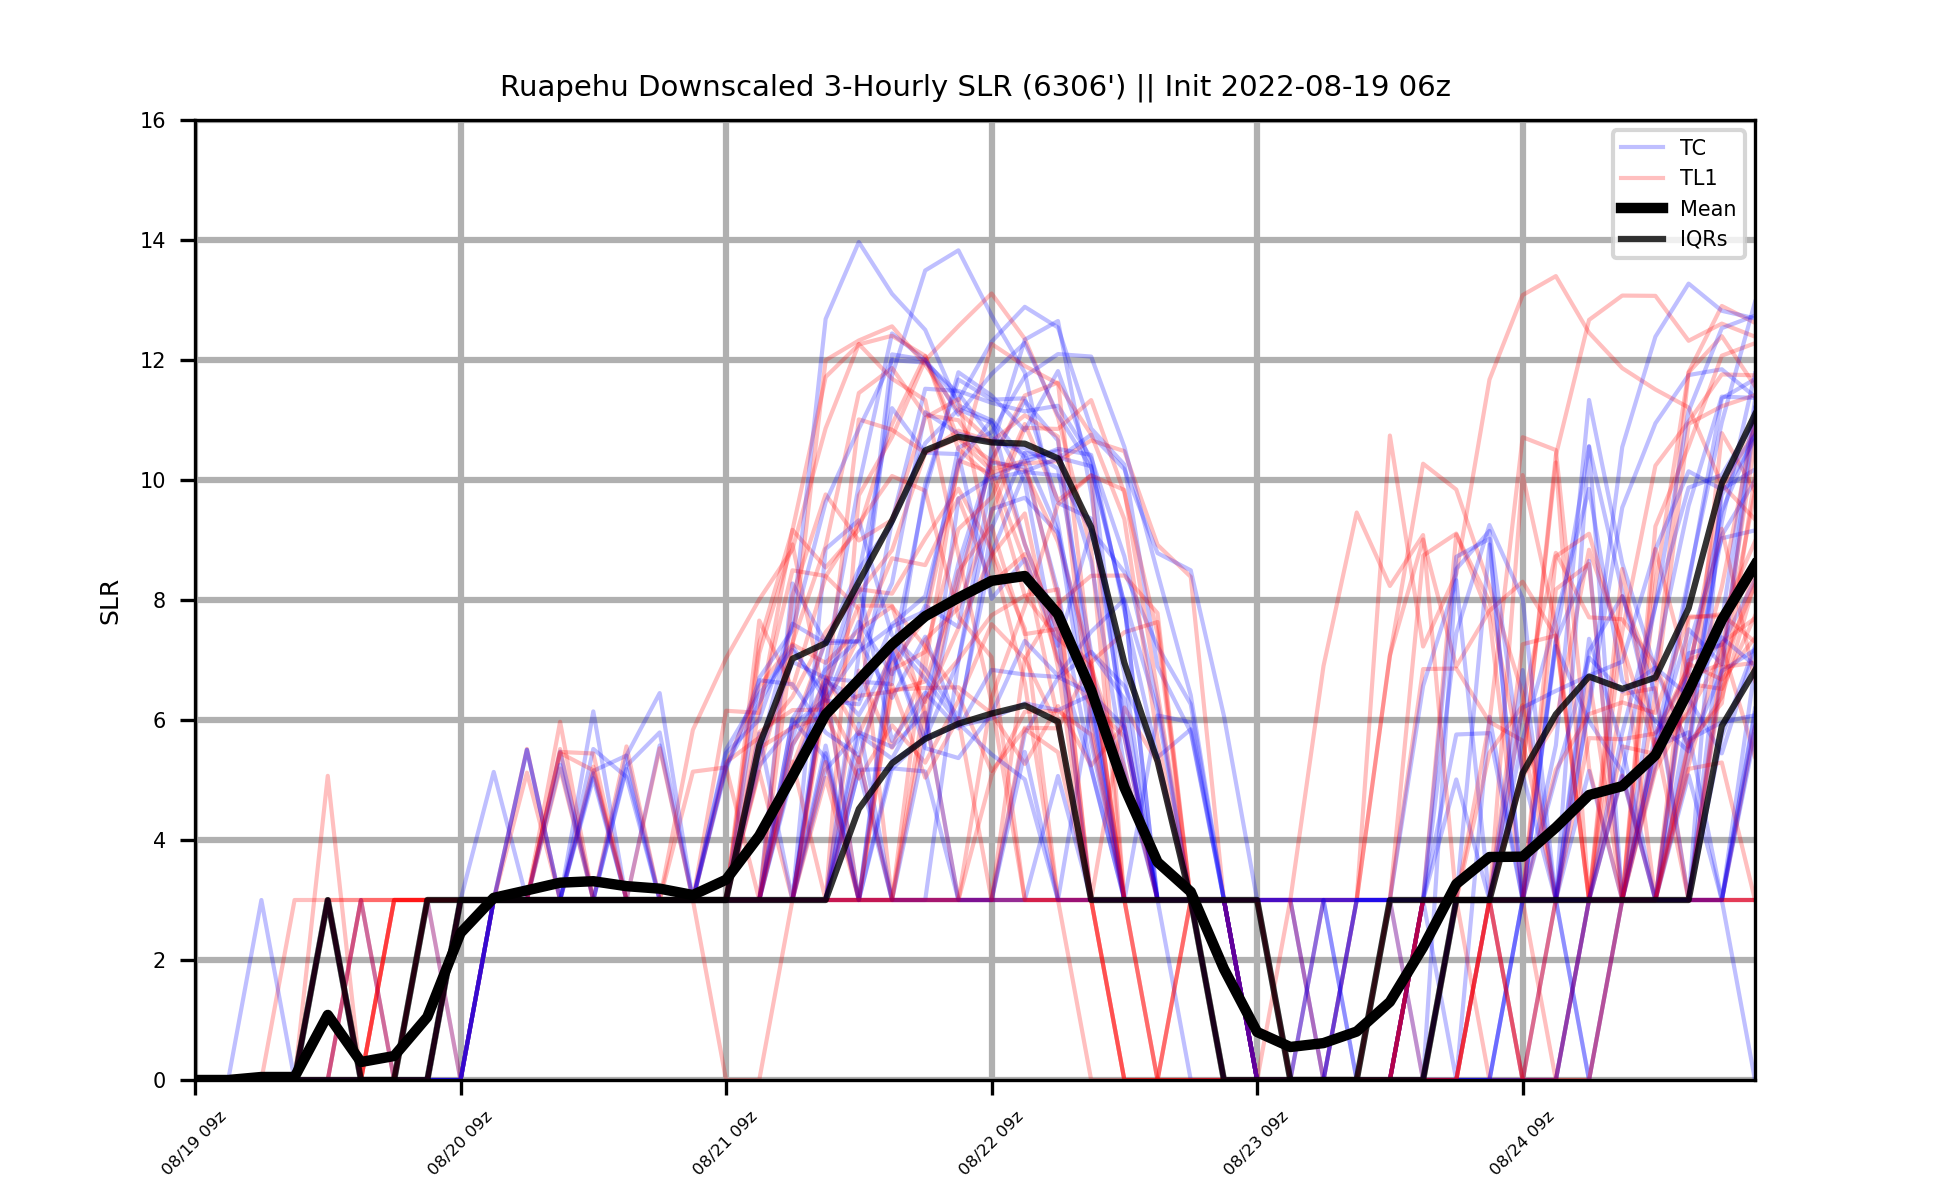 Ruapehu Downscaled 3-Hourly SLR (6306') || Init 2022-08-19 06z
16
14
12
10
8
6
4
2
0
SLR
TC
TL1
Mean
IQRs
08/19 09z
08/20 09z
08/21 09z
08/22 09z
08/23 09z
08/24 09z